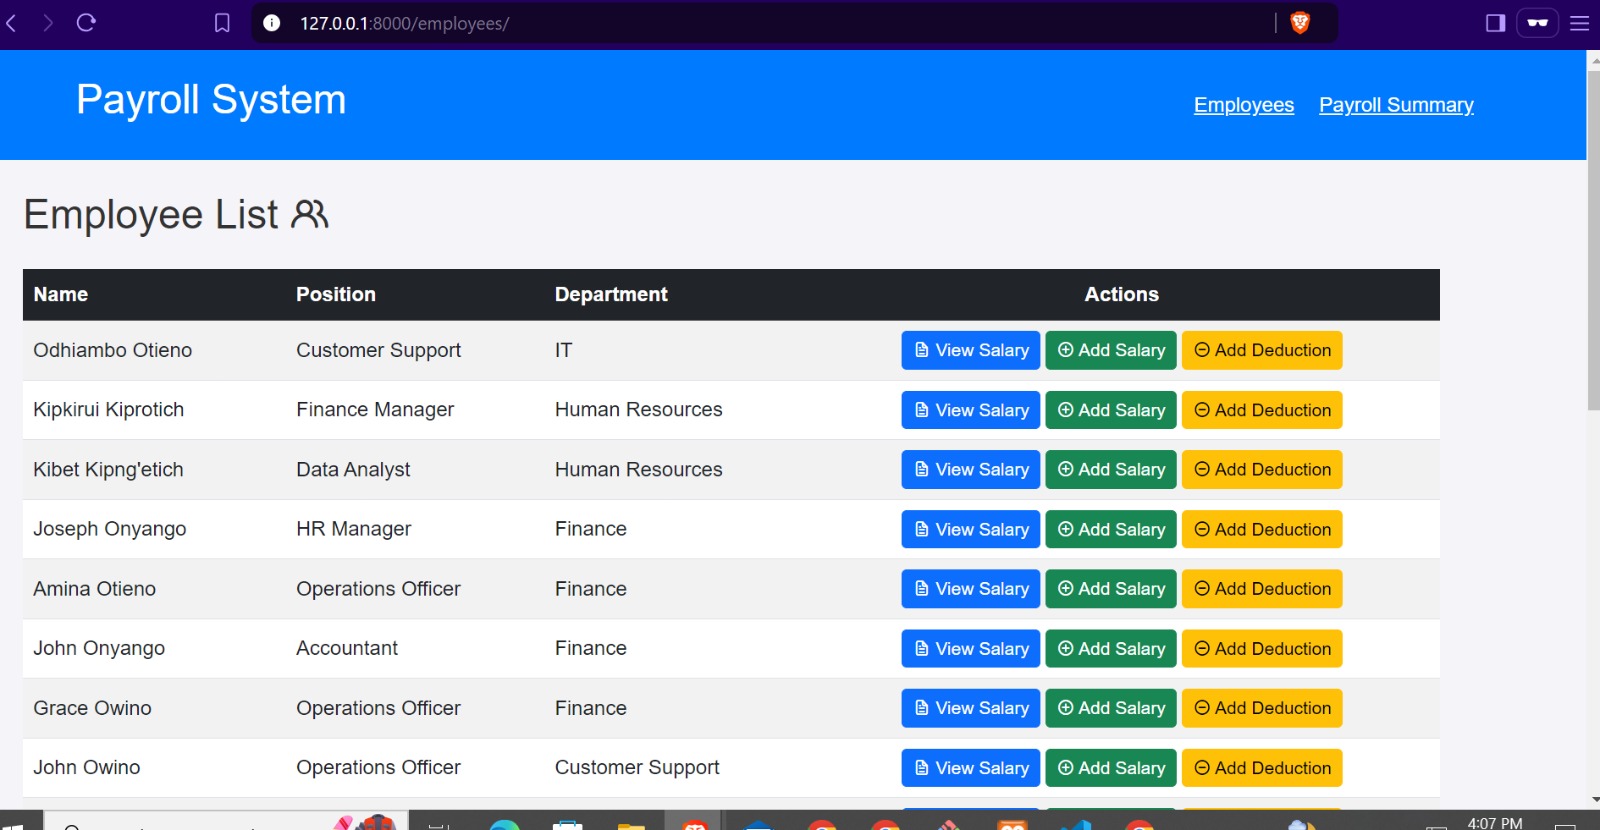 127.0.0.1:8000/employees/
Payroll System
Employees Payroll Summary
Employee List
Name Position Department Actions
Odhiambo Otieno Customer Support IT View Salary Add Salary Add Deduction
Kipkirui Kiprotich Finance Manager Human Resources View Salary Add Salary Add Deduction
Kibet Kipng'etich Data Analyst Human Resources View Salary Add Salary Add Deduction
Joseph Onyango HR Manager Finance View Salary Add Salary Add Deduction
Amina Otieno Operations Officer Finance View Salary Add Salary Add Deduction
John Onyango Accountant Finance View Salary Add Salary Add Deduction
Grace Owino Operations Officer Finance View Salary Add Salary Add Deduction
John Owino Operations Officer Customer Support View Salary Add Salary Add Deduction
4:07 PM